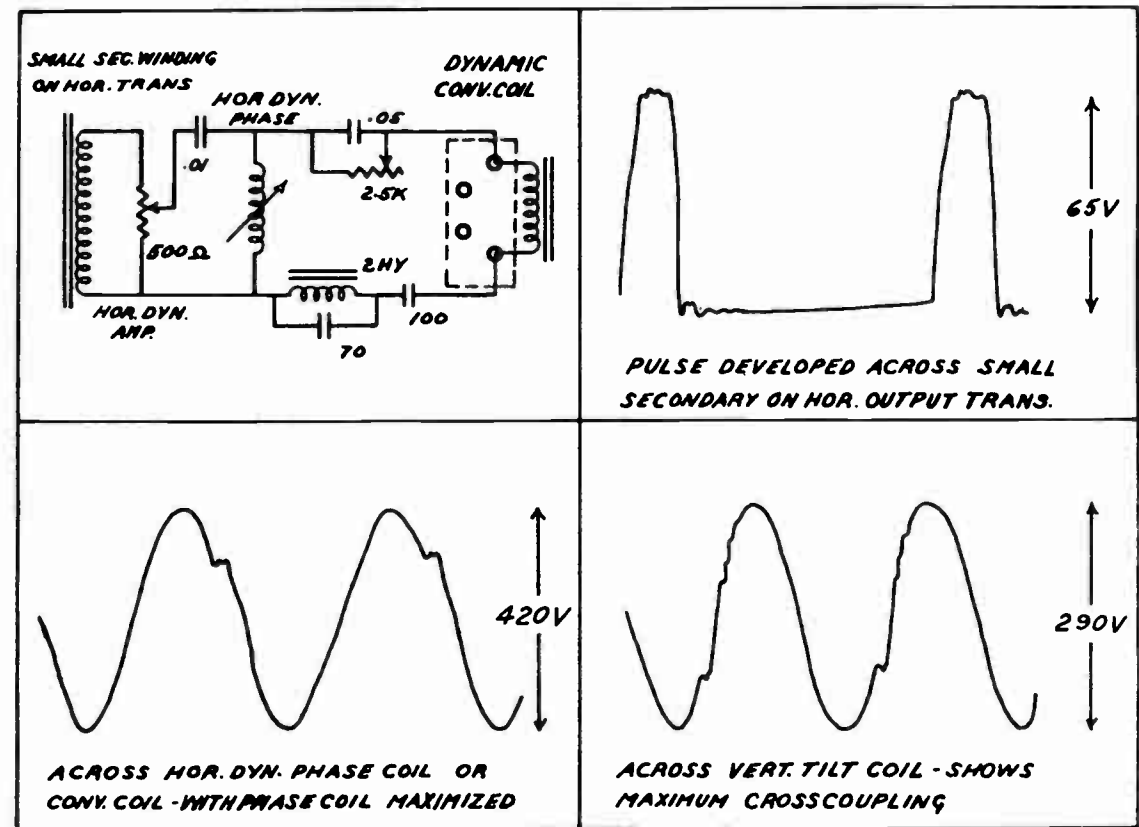 SMALL SEC. WINDING
ON HOR. TRANS
HOR DYN.
PHASE
DYNAMIC
CONV. COIL
.01
.05
2.5K
500Ω
2HY
HOR. DYN.
AMP.
100
70
65V
PULSE DEVELOPED ACROSS SMALL
SECONDARY ON HOR. OUTPUT TRANS.
420V
ACROSS HOR. DYN. PHASE COIL OR
CONV. COIL - WITH PHASE COIL MAXIMIZED
290V
ACROSS VERT. TILT COIL - SHOWS
MAXIMUM CROSSCOUPLING